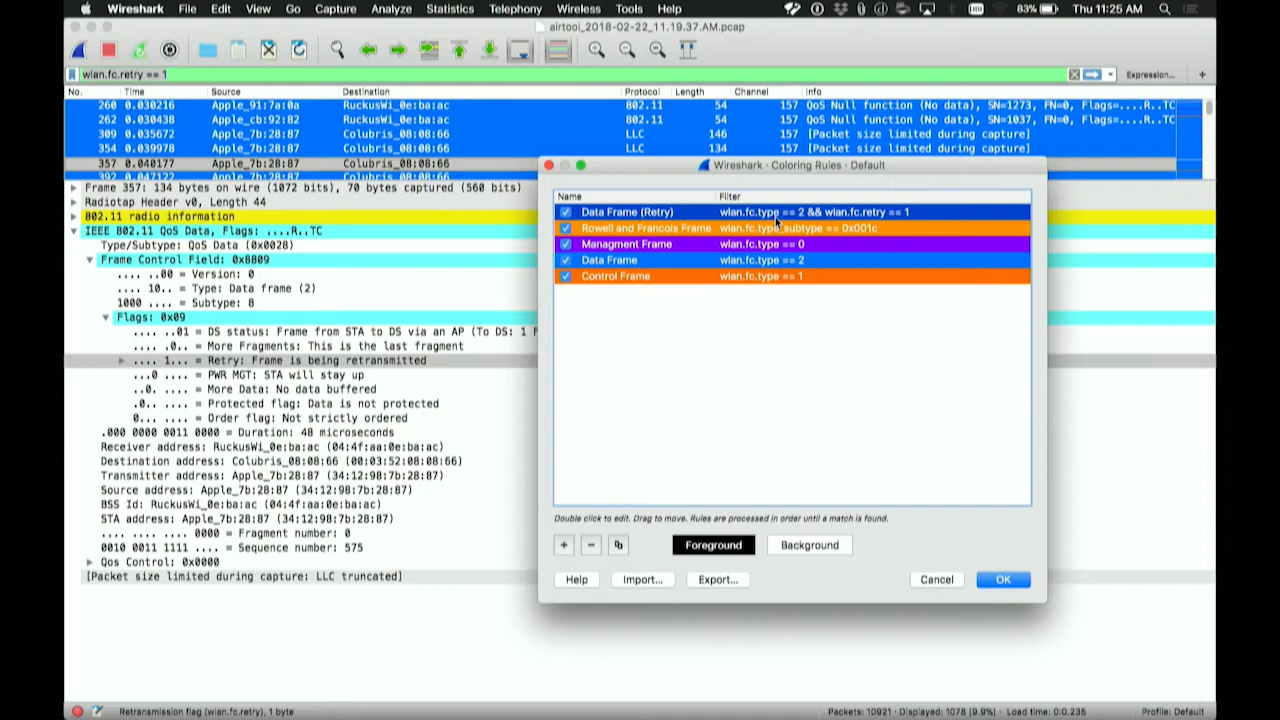 Wireshark File Edit View Go Capture Analyze Statistics Telephony Wireless Tools Help 83% Thu 11:25 AM
airtool_2018-02-22_11.19.37.AM.pcap
wlan.fc.retry == 1 Expression... +
No. Time Source Destination Protocol Length Channel Info
260 0.030216 Apple_91:7a:0a RuckusWi_0e:ba:ac 802.11 54 157 QoS Null function (No data), SN=1273, FN=0, Flags=....R..TC
262 0.030438 Apple_cb:92:82 RuckusWi_0e:ba:ac 802.11 54 157 QoS Null function (No data), SN=1037, FN=0, Flags=....R..TC
309 0.035672 Apple_7b:28:87 Colubris_08:08:66 LLC 146 157 [Packet size limited during capture]
354 0.039978 Apple_7b:28:87 Colubris_08:08:66 LLC 134 157 [Packet size limited during capture]
357 0.040177 Apple_7b:28:87 Colubris_08:08:66
392 0.047122 Apple_7b:28:87 Colubris_08:08:66
Frame 357: 134 bytes on wire (1072 bits), 70 bytes captured (560 bits)
Radiotap Header v0, Length 44
802.11 radio information
IEEE 802.11 QoS Data, Flags: ....R..TC
Type/Subtype: QoS Data (0x0028)
Frame Control Field: 0x8809
.... ..00 = Version: 0
.... 10.. = Type: Data frame (2)
1000 .... = Subtype: 8
Flags: 0x09
.... ..01 = DS status: Frame from STA to DS via an AP (To DS: 1 F
.... .0.. = More Fragments: This is the last fragment
.... 1... = Retry: Frame is being retransmitted
...0 .... = PWR MGT: STA will stay up
..0. .... = More Data: No data buffered
.0.. .... = Protected flag: Data is not protected
0... .... = Order flag: Not strictly ordered
.000 0000 0011 0000 = Duration: 48 microseconds
Receiver address: RuckusWi_0e:ba:ac (04:4f:aa:0e:ba:ac)
Destination address: Colubris_08:08:66 (00:03:52:08:08:66)
Transmitter address: Apple_7b:28:87 (34:12:98:7b:28:87)
Source address: Apple_7b:28:87 (34:12:98:7b:28:87)
BSS Id: RuckusWi_0e:ba:ac (04:4f:aa:0e:ba:ac)
STA address: Apple_7b:28:87 (34:12:98:7b:28:87)
.... .... .... 0000 = Fragment number: 0
0010 0011 1111 .... = Sequence number: 575
Qos Control: 0x0000
[Packet size limited during capture: LLC truncated]
Wireshark · Coloring Rules · Default
Name Filter
Data Frame (Retry) wlan.fc.type == 2 && wlan.fc.retry == 1
Rowell and Francois Frame wlan.fc.type_subtype == 0x001c
Managment Frame wlan.fc.type == 0
Data Frame wlan.fc.type == 2
Control Frame wlan.fc.type == 1
Double click to edit. Drag to move. Rules are processed in order until a match is found.
+ − Foreground Background
Help Import... Export... Cancel OK
Retransmission flag (wlan.fc.retry), 1 byte Packets: 10921 · Displayed: 1078 (9.9%) · Load time: 0:0.235 Profile: Default